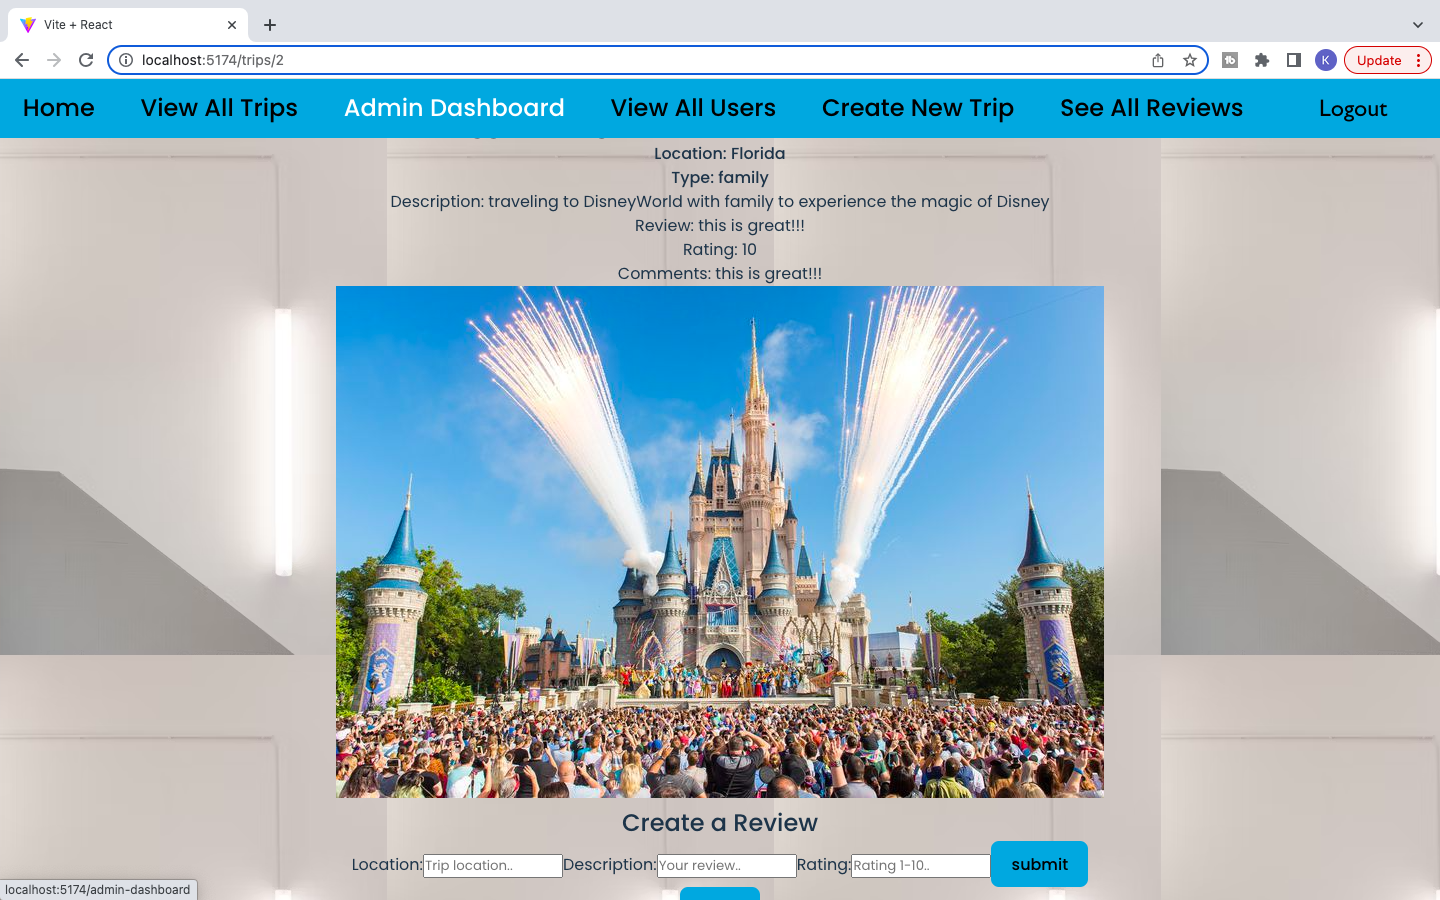 Vite + React
localhost:5174/trips/2
K
Update
Home View All Trips Admin Dashboard View All Users Create New Trip See All Reviews Logout
Location: Florida
Type: family
Description: traveling to DisneyWorld with family to experience the magic of Disney
Review: this is great!!!
Rating: 10
Comments: this is great!!!
Create a Review
Location: Trip location.. Description: Your review.. Rating: Rating 1-10.. submit
localhost:5174/admin-dashboard